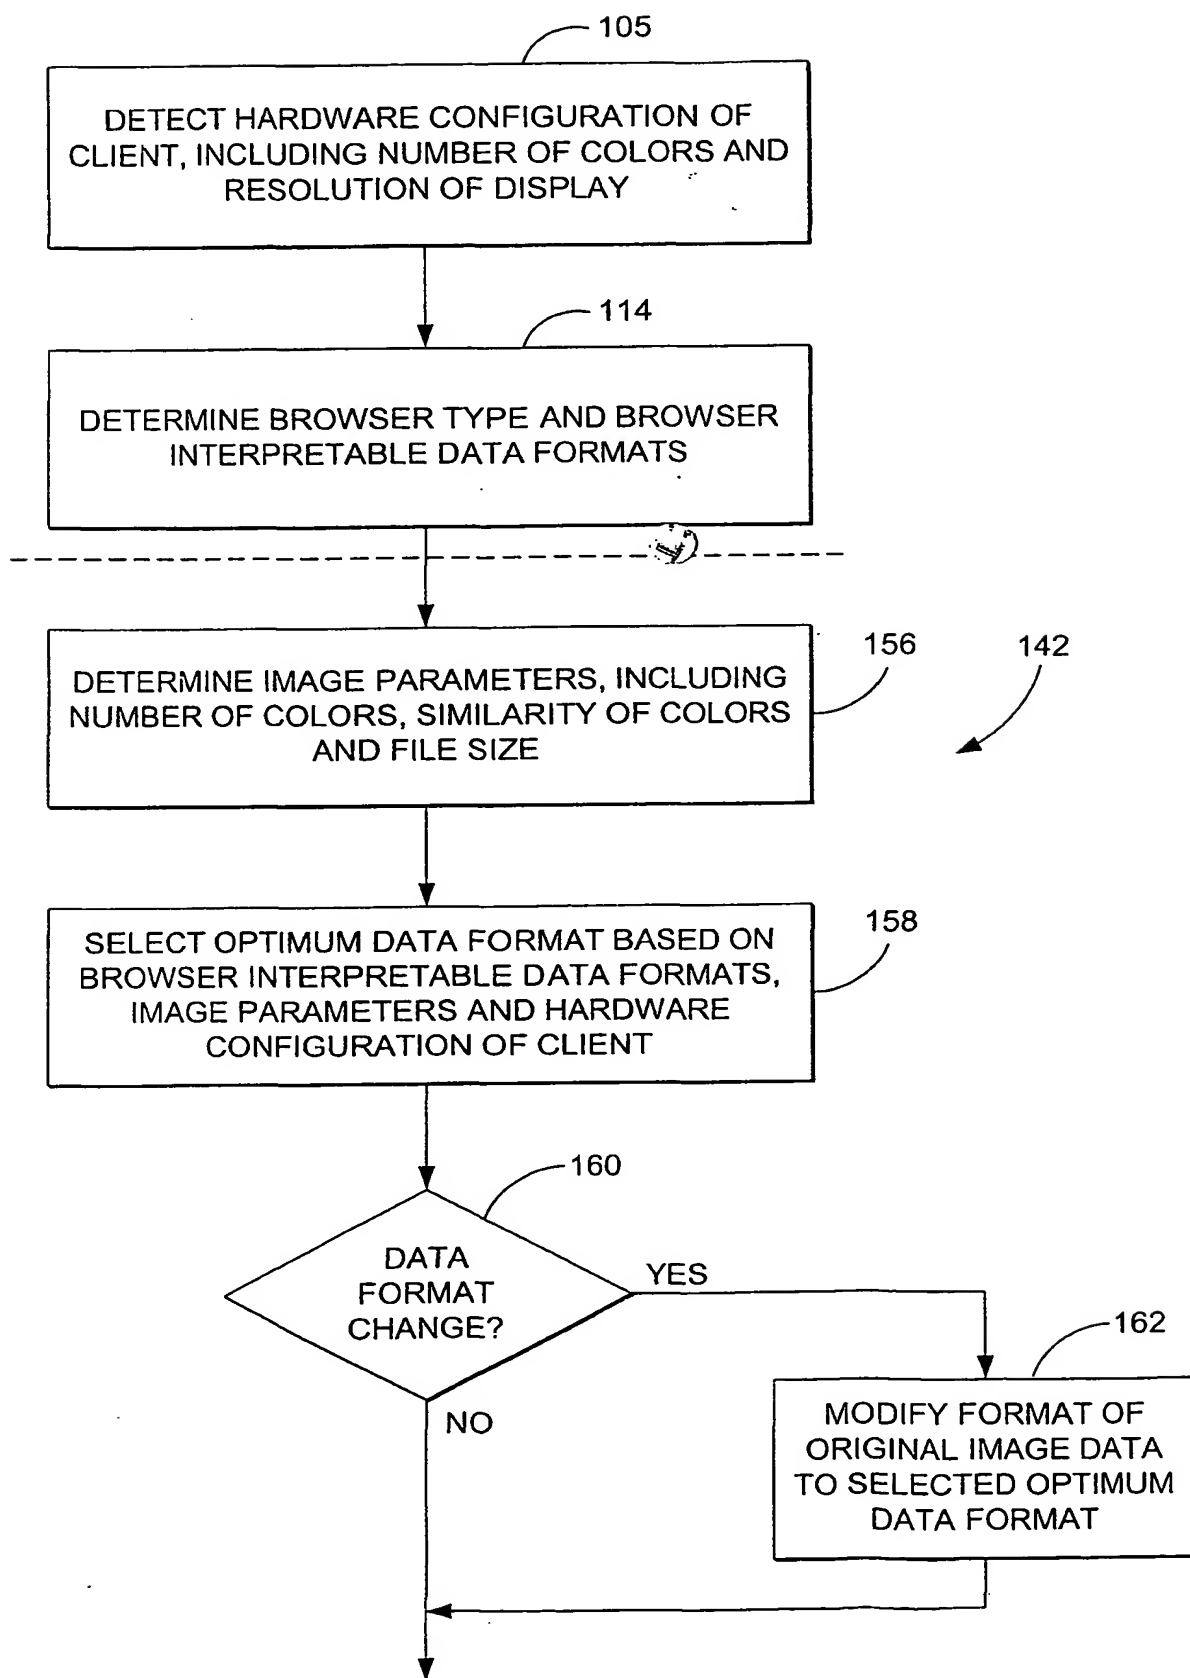 105
DETECT HARDWARE CONFIGURATION OF
CLIENT, INCLUDING NUMBER OF COLORS AND
RESOLUTION OF DISPLAY
114
DETERMINE BROWSER TYPE AND BROWSER
INTERPRETABLE DATA FORMATS
156
142
DETERMINE IMAGE PARAMETERS, INCLUDING
NUMBER OF COLORS, SIMILARITY OF COLORS
AND FILE SIZE
158
SELECT OPTIMUM DATA FORMAT BASED ON
BROWSER INTERPRETABLE DATA FORMATS,
IMAGE PARAMETERS AND HARDWARE
CONFIGURATION OF CLIENT
160
DATA
FORMAT
CHANGE?
YES
NO
162
MODIFY FORMAT OF
ORIGINAL IMAGE DATA
TO SELECTED OPTIMUM
DATA FORMAT